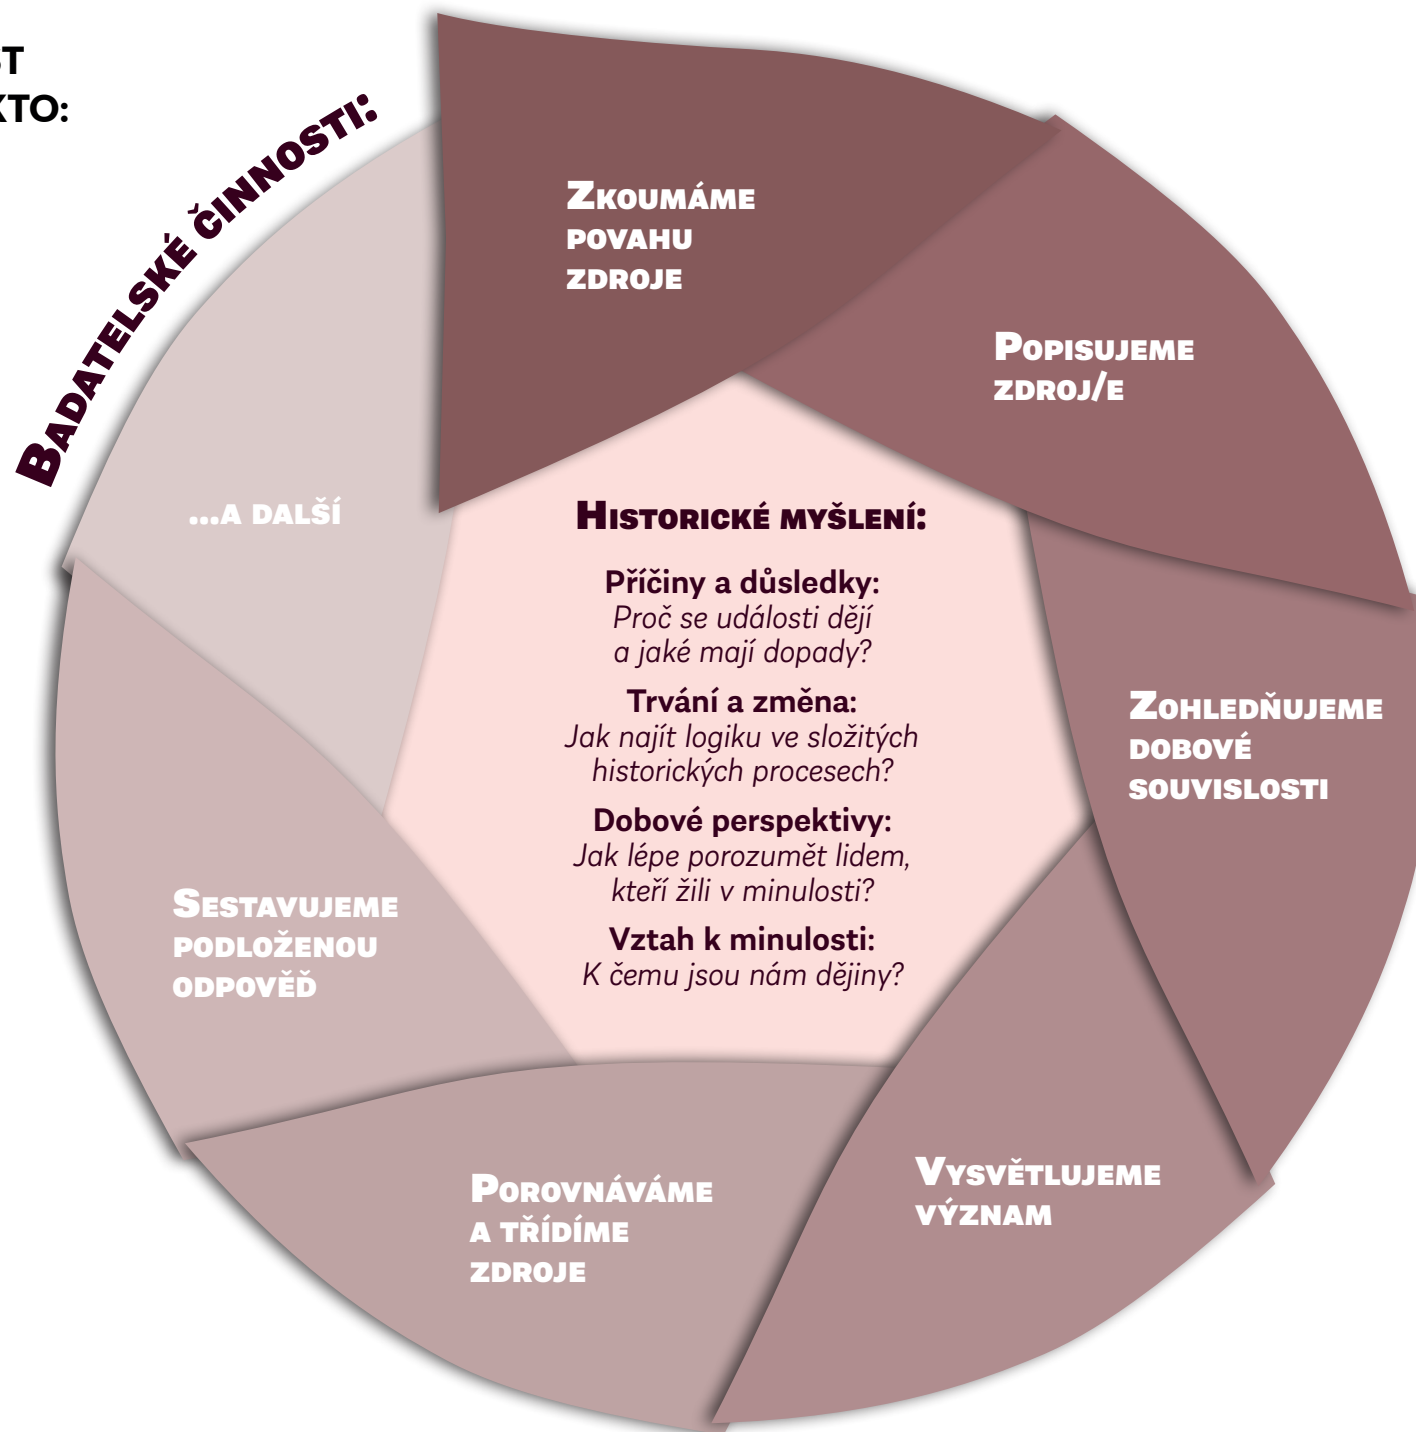 BADATELSKÉ ČINNOSTI:
ZKOUMÁME
POVAHU
ZDROJE
POPISUJEME
ZDROJ/E
ZOHLEDŇUJEME
DOBOVÉ
SOUVISLOSTI
VYSVĚTLUJEME
VÝZNAM
POROVNÁVÁME
A TŘÍDÍME
ZDROJE
SESTAVUJEME
PODLOŽENOU
ODPOVĚĎ
...A DALŠÍ
HISTORICKÉ MYŠLENÍ:
Příčiny a důsledky:
Proč se události dějí
a jaké mají dopady?
Trvání a změna:
Jak najít logiku ve složitých
historických procesech?
Dobové perspektivy:
Jak lépe porozumět lidem,
kteří žili v minulosti?
Vztah k minulosti:
K čemu jsou nám dějiny?